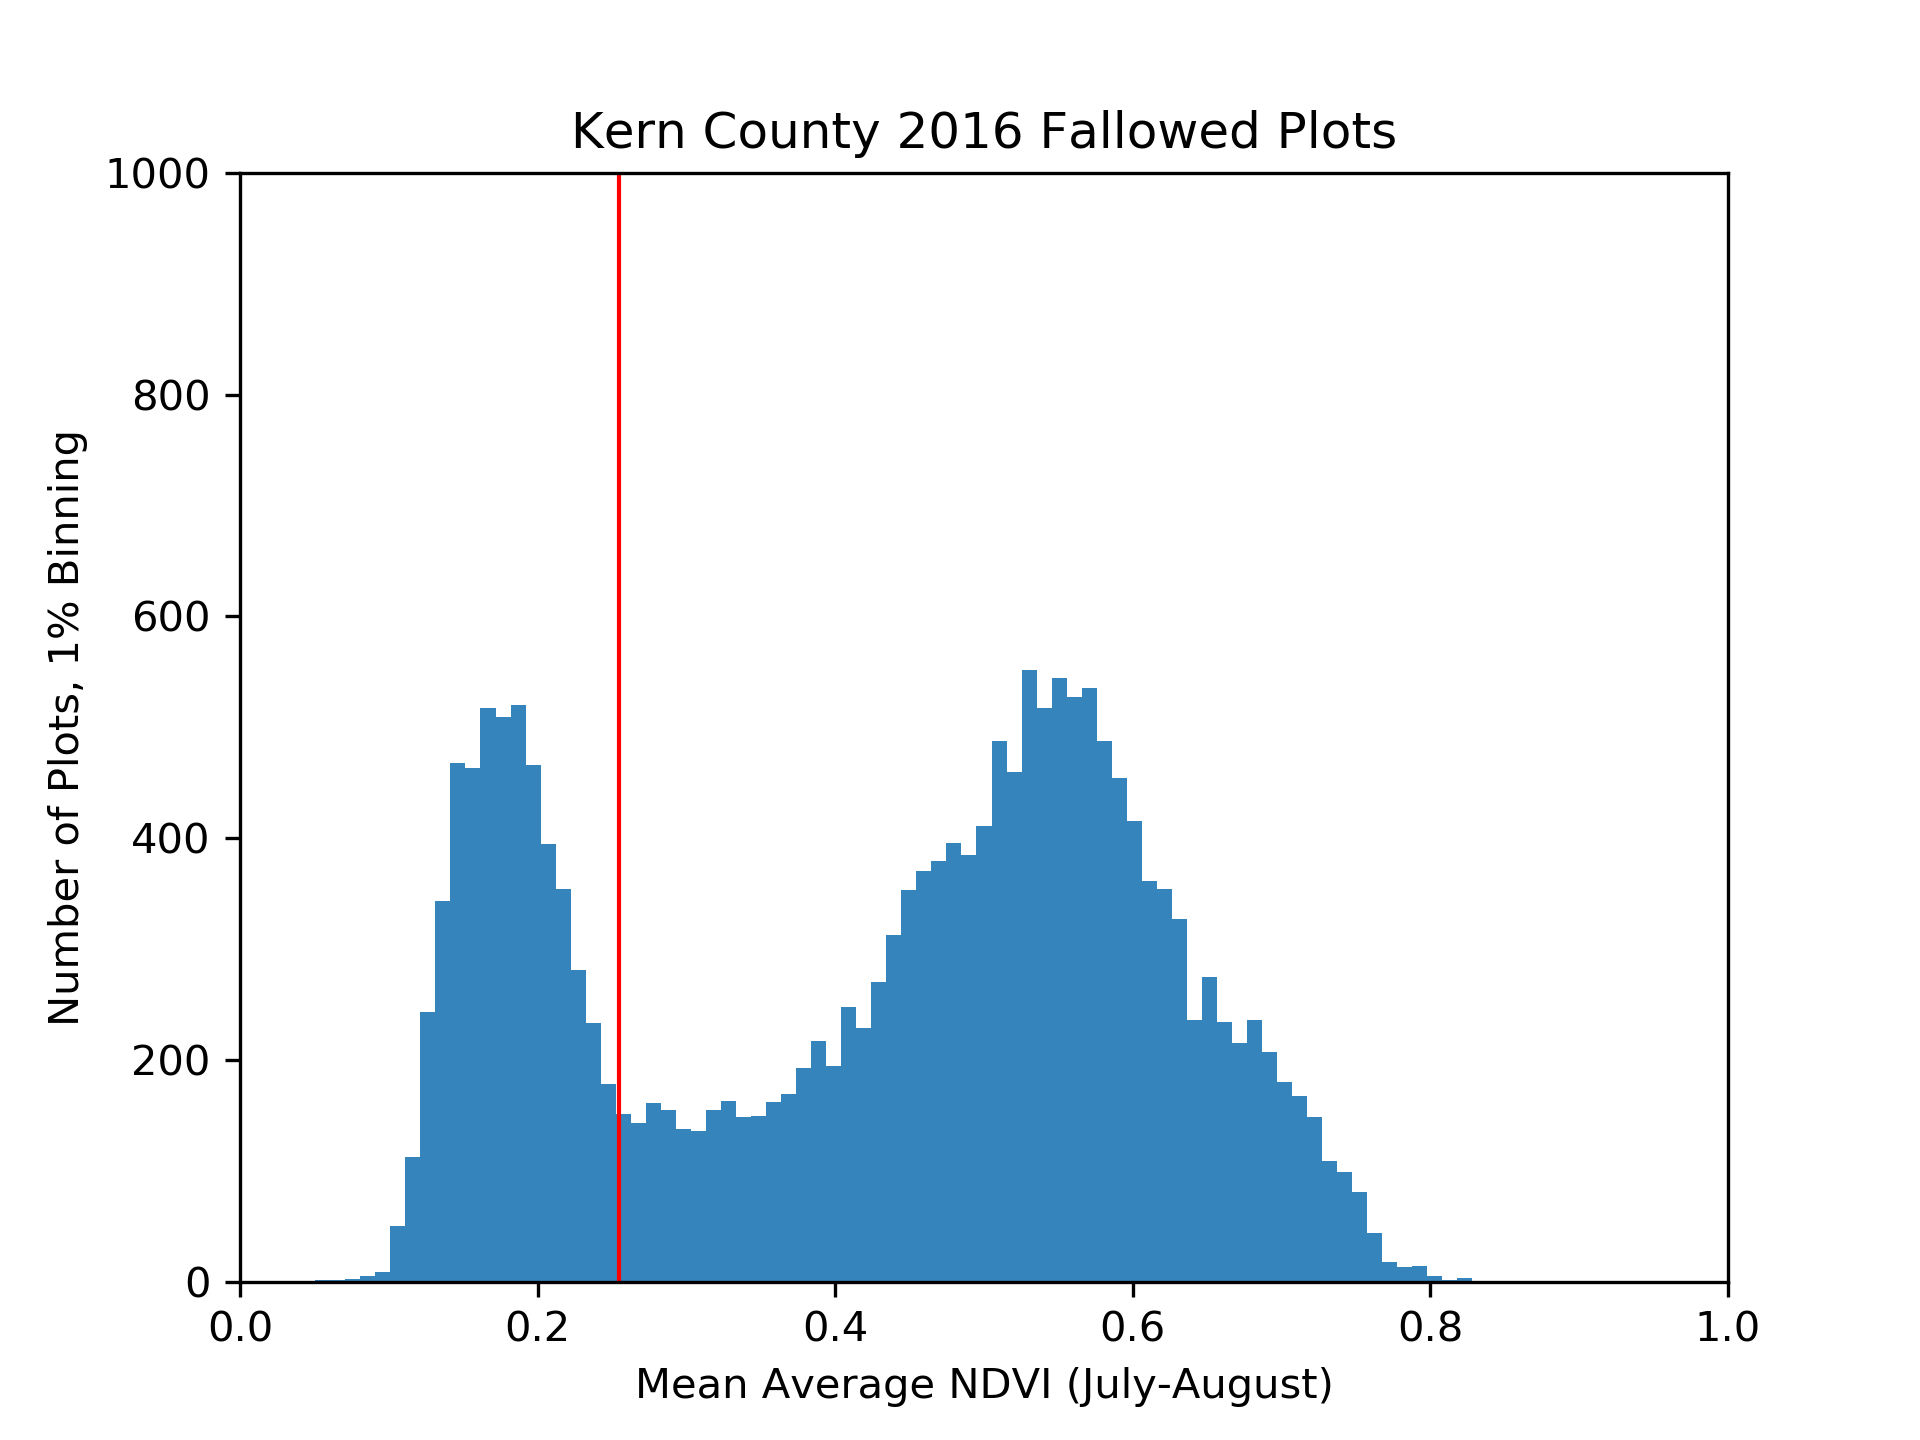 Kern County 2016 Fallowed Plots
1000
800
600
400
200
0
Number of Plots, 1% Binning
0.0 0.2 0.4 0.6 0.8 1.0
Mean Average NDVI (July-August)